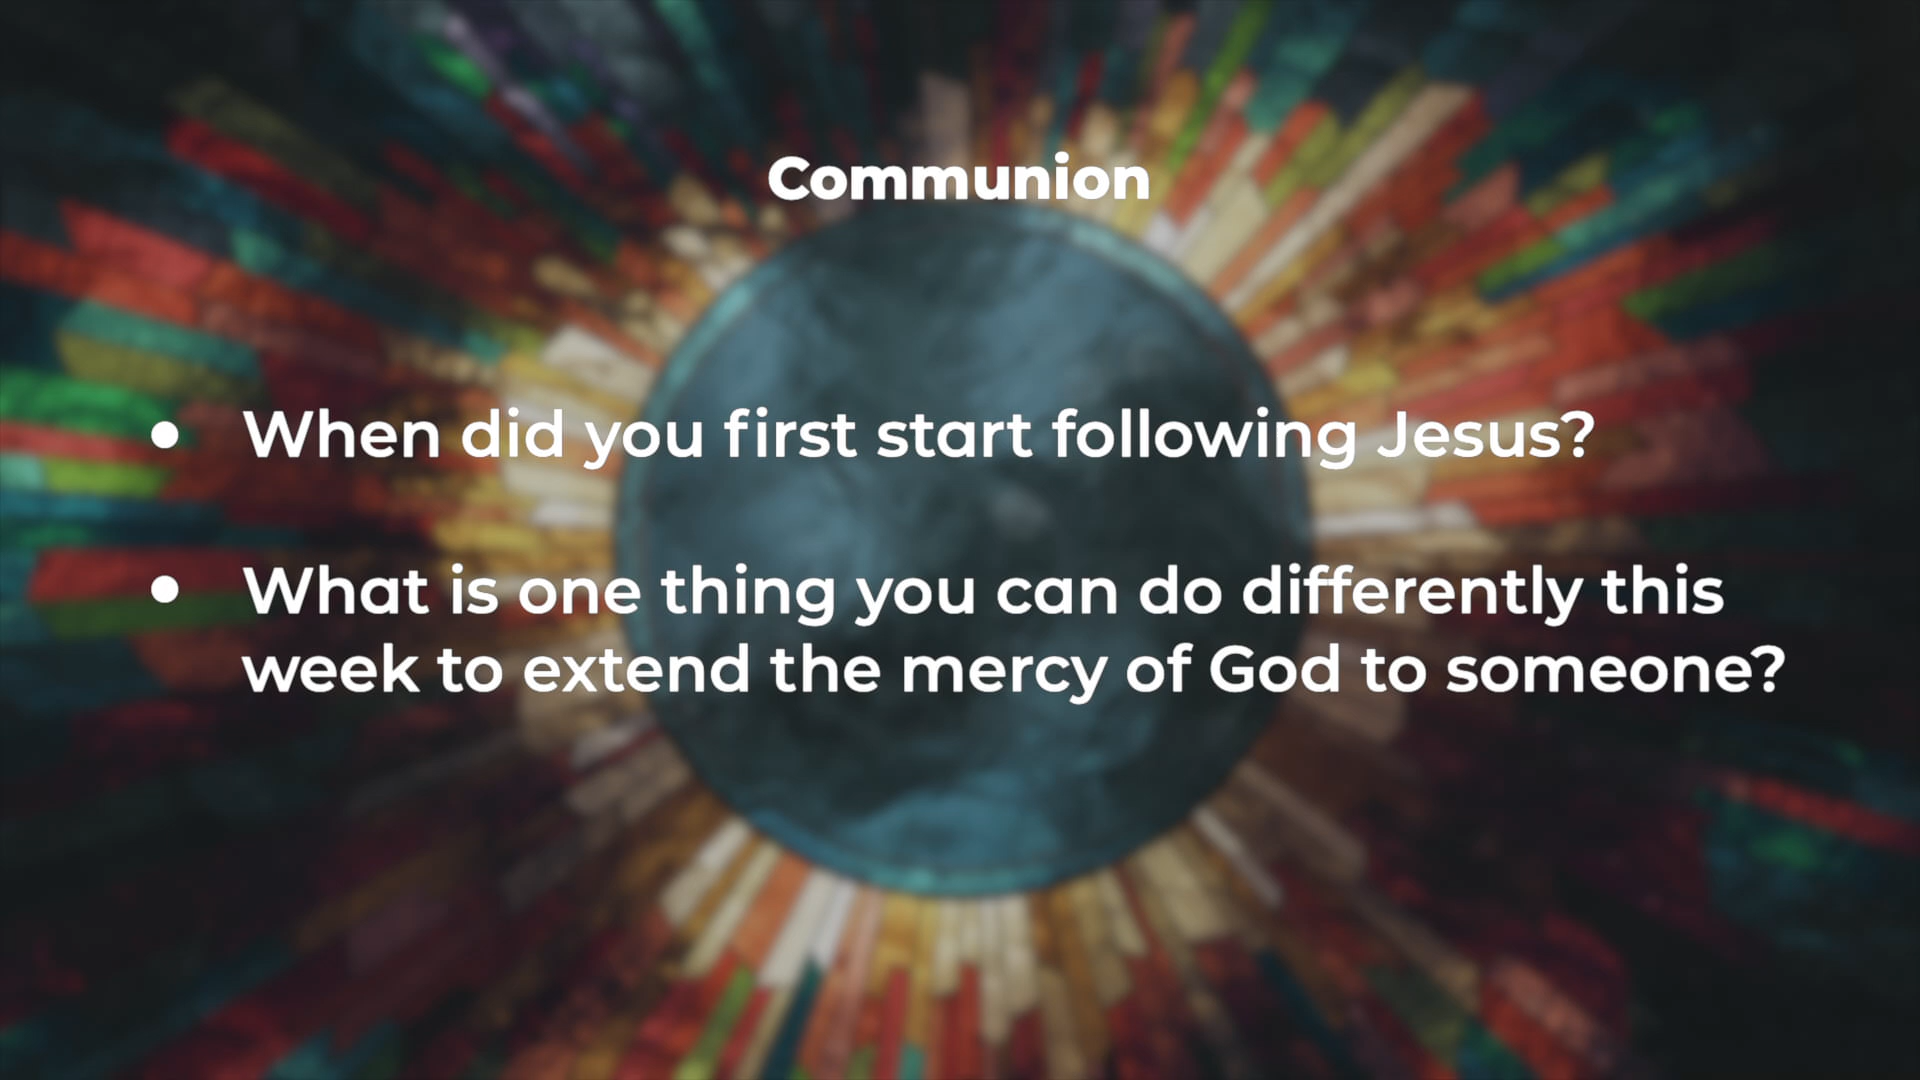 Communion
• When did you first start following Jesus?
• What is one thing you can do differently this
week to extend the mercy of God to someone?